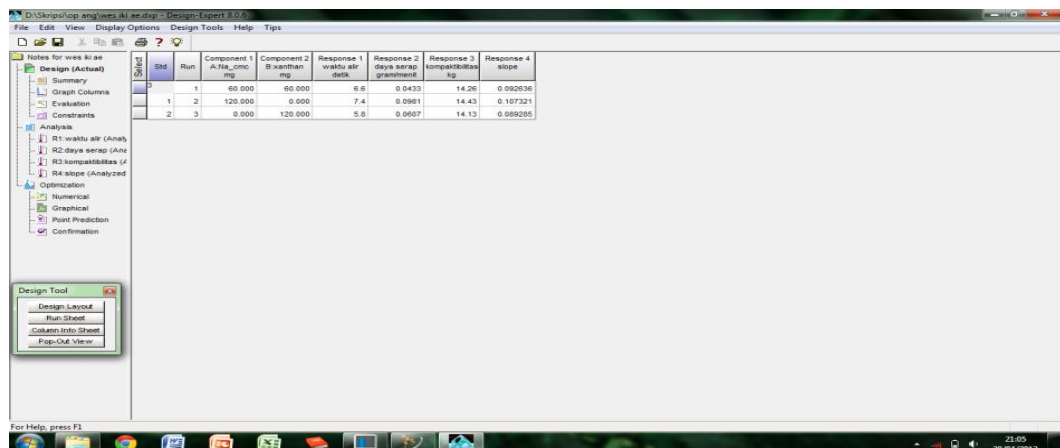 D:\Skripsi\op ang\wes iki ae.dxp - Design-Expert 8.0.6
File Edit View Display Options Design Tools Help Tips
Notes for wes iki ae
Design (Actual)
Summary
Graph Columns
Evaluation
Constraints
Analysis
R1:waktu alir (Analy
R2:daya serap (Ana
R3:kompaktibilitas (A
R4:slope (Analyzed
Optimization
Numerical
Graphical
Point Prediction
Confirmation
Select Std Run Component 1 Component 2 Response 1 Response 2 Response 3 Response 4
A:Na_cmc B:xanthan waktu alir daya serap kompaktibilitas slope
mg mg detik gram/menit kg
3 1 60.000 60.000 6.6 0.0433 14.26 0.092636
1 2 120.000 0.000 7.4 0.0981 14.43 0.107321
2 3 0.000 120.000 5.8 0.0607 14.13 0.089285
Design Tool
Design Layout
Run Sheet
Column Info Sheet
Pop-Out View
For Help, press F1
21:05